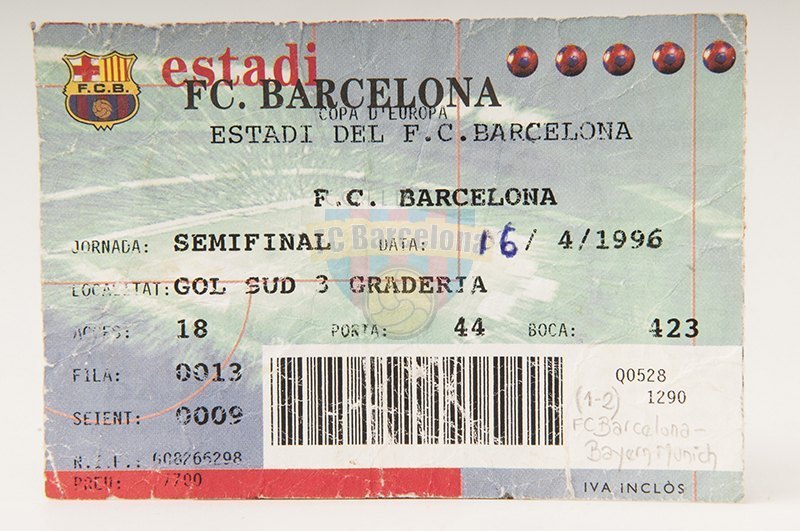 F.C.B.
estadi
FC. BARCELONA
COPA D'EUROPA
ESTADI DEL F.C.BARCELONA
F.C. BARCELONA
FC Barcelona
JORNADA: SEMIFINAL DATA: 16/ 4/1996
LOCALITAT: GOL SUD 3 GRADERIA
ACCES: 18 PORTA: 44 BOCA: 423
FILA: 0013
SEIENT: 0009
Q0528
1290
(1-2)
FC Barcelona-
Bayern Munich
N.I.F.: 608266298
PREU: 7700
IVA INCLÒS